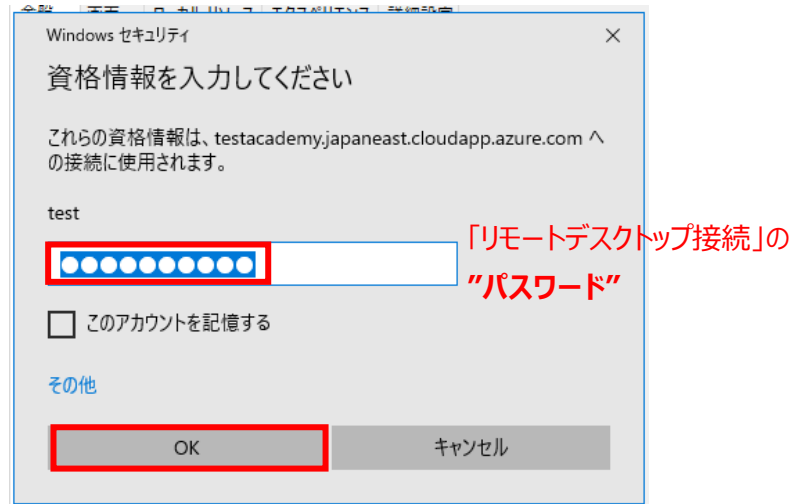 Windows セキュリティ
資格情報を入力してください
これらの資格情報は、testacademy.japaneast.cloudapp.azure.com へ
の接続に使用されます。
test
●●●●●●●●●●
「リモートデスクトップ接続」の
”パスワード”
このアカウントを記憶する
その他
OK キャンセル